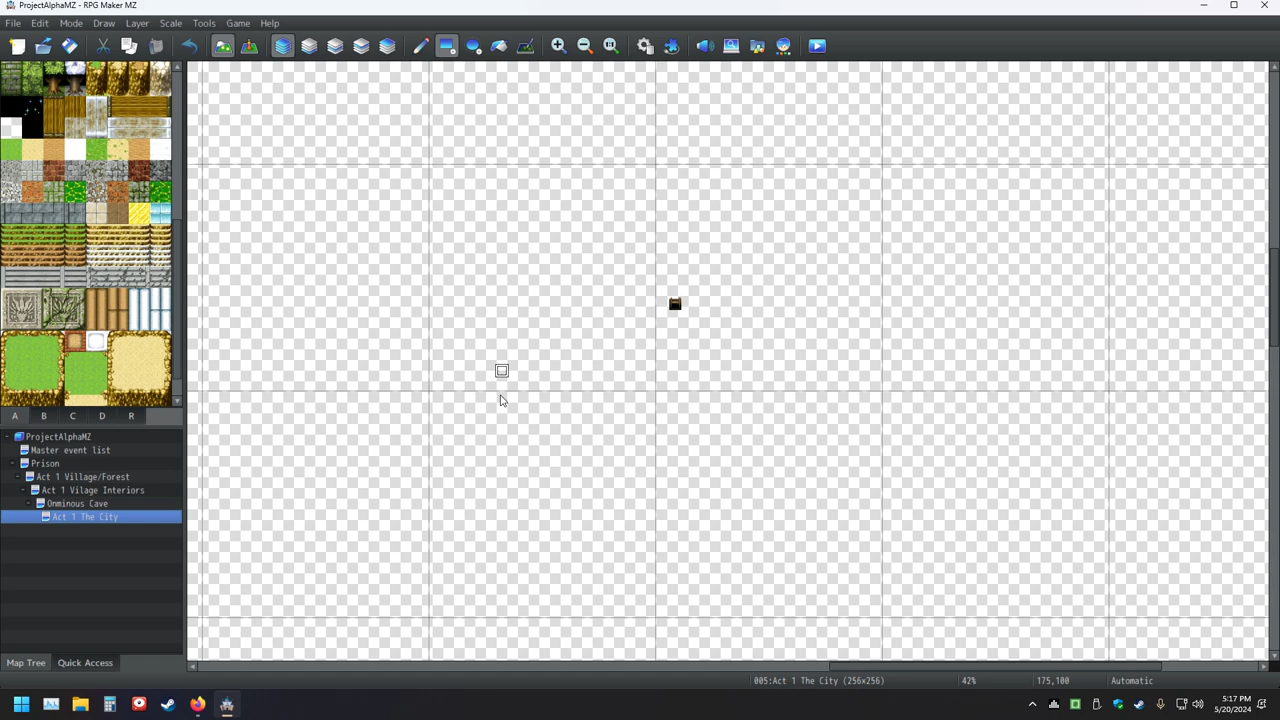 ProjectAlphaMZ - RPG Maker MZ
File Edit Mode Draw Layer Scale Tools Game Help
A B C D R
ProjectAlphaMZ
Master event list
Prison
Act 1 Village/Forest
Act 1 Vilage Interiors
Onminous Cave
Act 1 The City
Map Tree Quick Access
005:Act 1 The City (256x256) 42% 175,100 Automatic
5:17 PM
5/20/2024